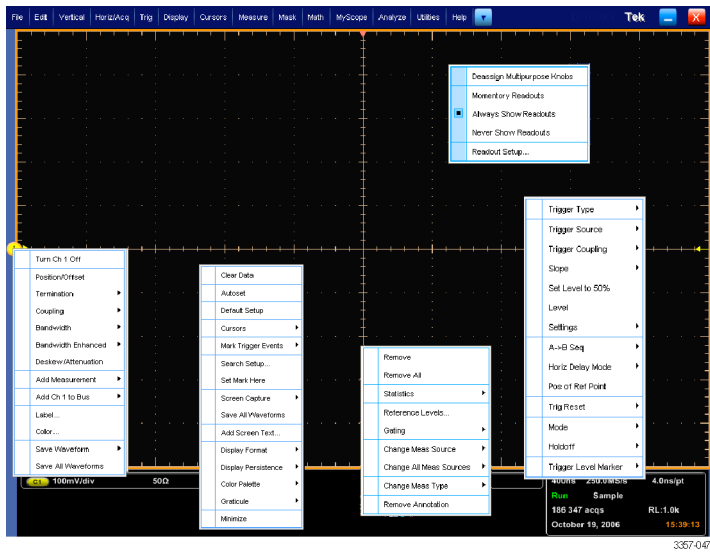 File Edit Vertical Horiz/Acq Trig Display Cursors Measure Mask Math MyScope Analyze Utilities Help Tek
Deassign Multipurpose Knobs
Momentory Readouts
Always Show Readouts
Never Show Readouts
Readout Setup...
Trigger Type
Trigger Source
Trigger Coupling
Slope
Set Level to 50%
Level
Settings
A->B Seq
Horiz Delay Mode
Pos of Ref Point
Trig Reset
Mode
Holdoff
Trigger Level Marker
Turn Ch 1 Off
Position/Offset
Termination
Coupling
Bandwidth
Bandwidth Enhanced
Deskew/Attenuation
Add Measurement
Add Ch 1 to Bus
Label...
Color...
Save Waveform
Save All Waveforms
Clear Data
Autoset
Default Setup
Cursors
Mark Trigger Events
Search Setup...
Set Mark Here
Screen Capture
Save All Waveforms
Add Screen Text...
Display Format
Display Persistence
Color Palette
Graticule
Minimize
Remove
Remove All
Statistics
Reference Levels...
Gating
Change Meas Source
Change All Meas Sources
Change Meas Type
Remove Annotation
C1 100mV/div 50Ω
400ns 250.0MS/s 4.0ns/pt
Run Sample
186 347 acqs RL:1.0k
October 19, 2006 15:39:13
3357-047